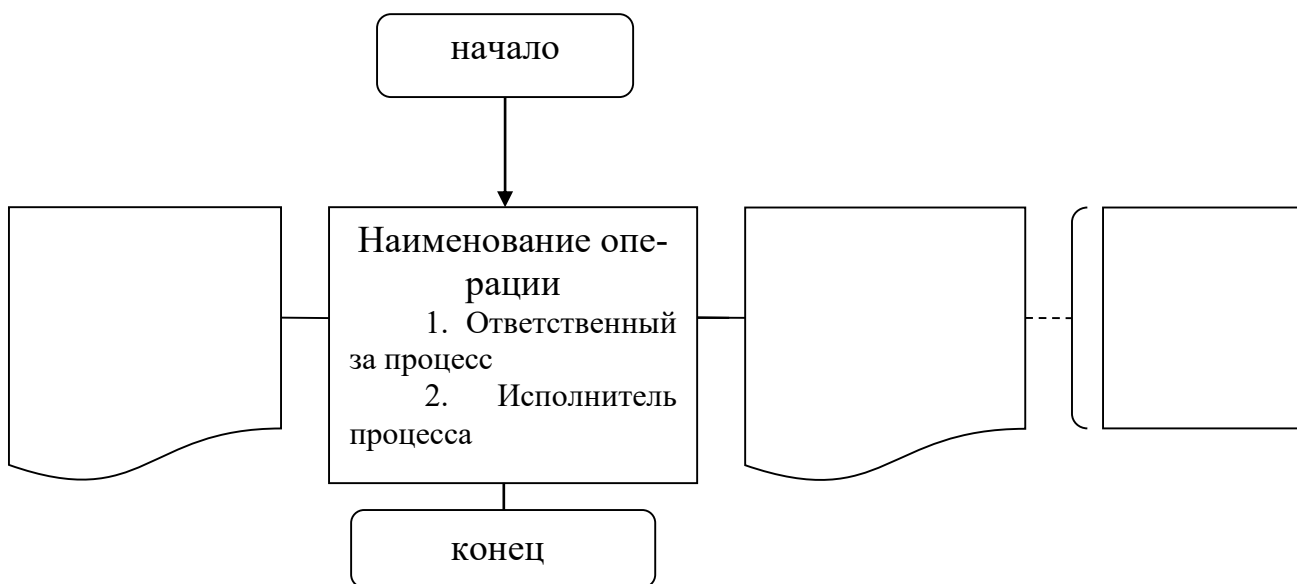 начало
Наименование опе-
рации
1. Ответственный
за процесс
2. Исполнитель
процесса
конец